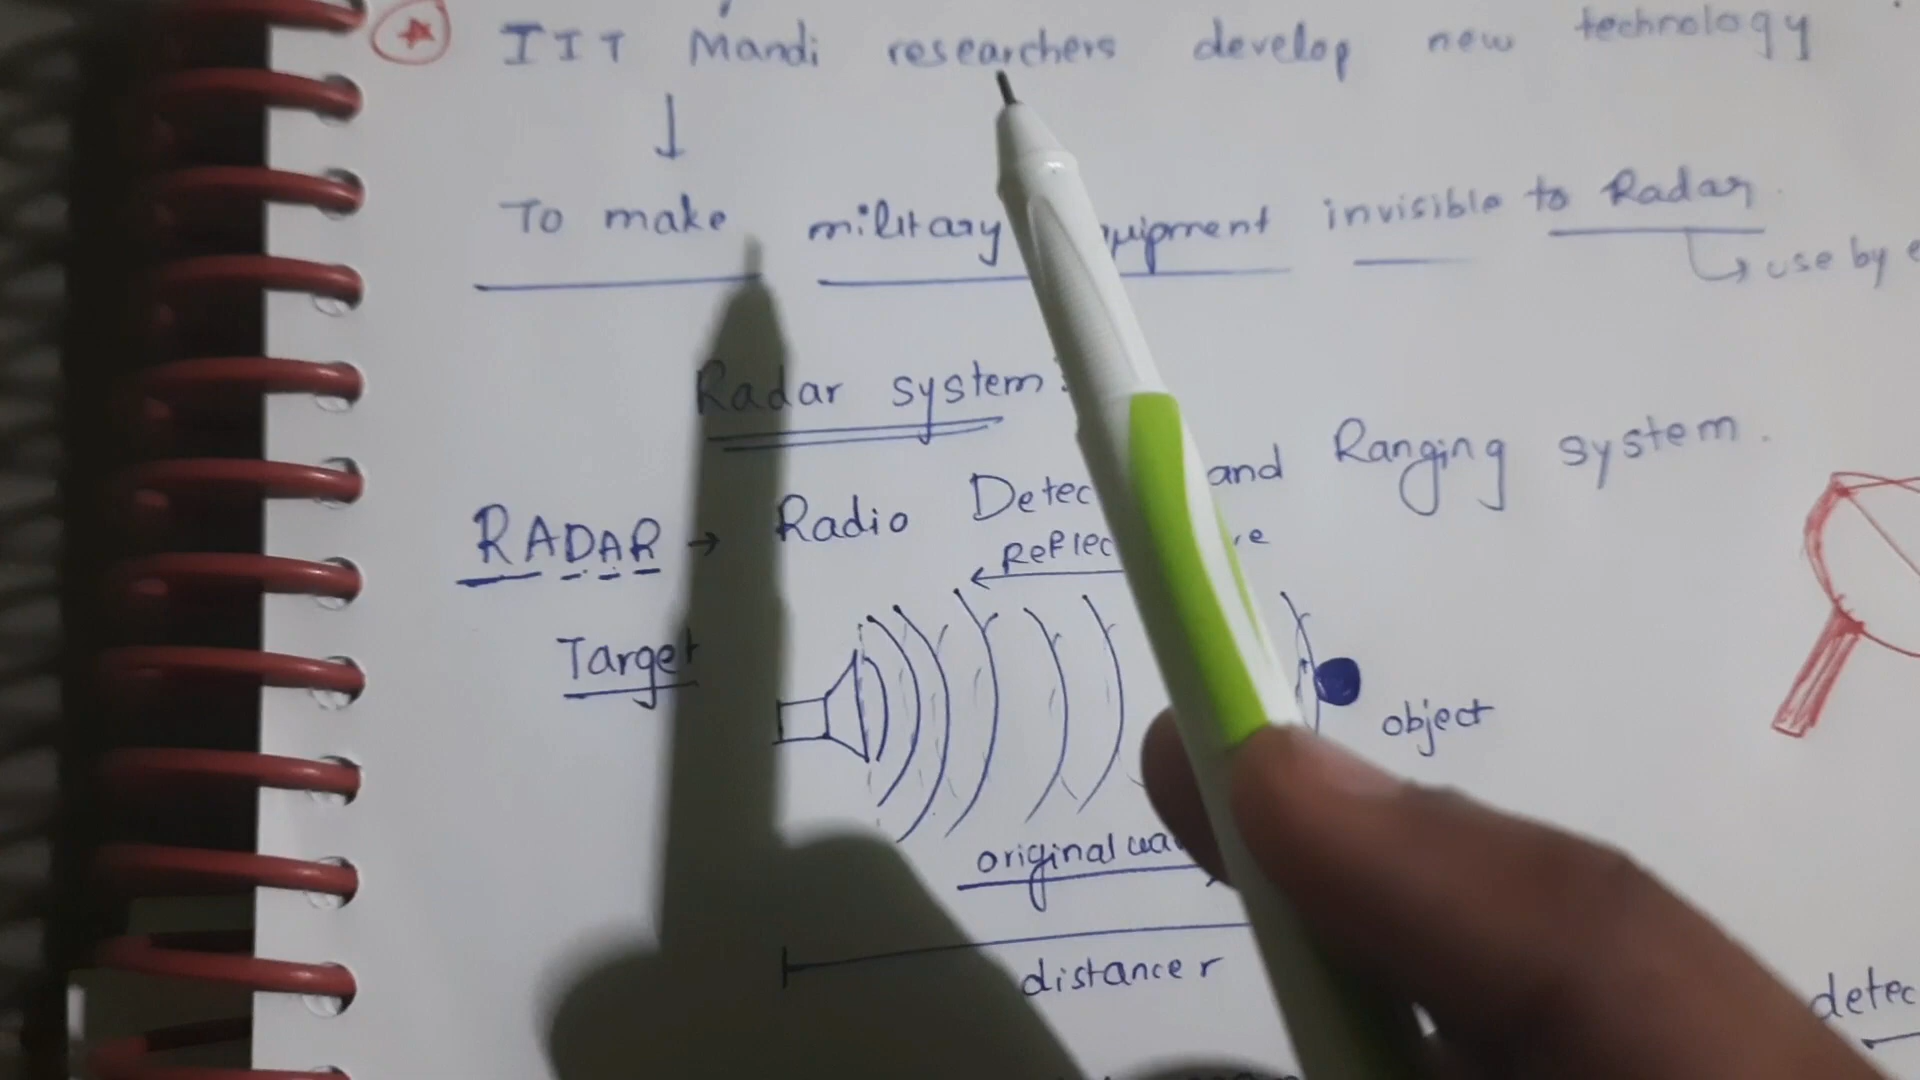 IIT Mandi researchers develop new technology
To make military quipment invisible to Radar
use by
Radar system:
RADAR → Radio Detec and Ranging system.
Reflec
Target
object
original wa
distance r
detec